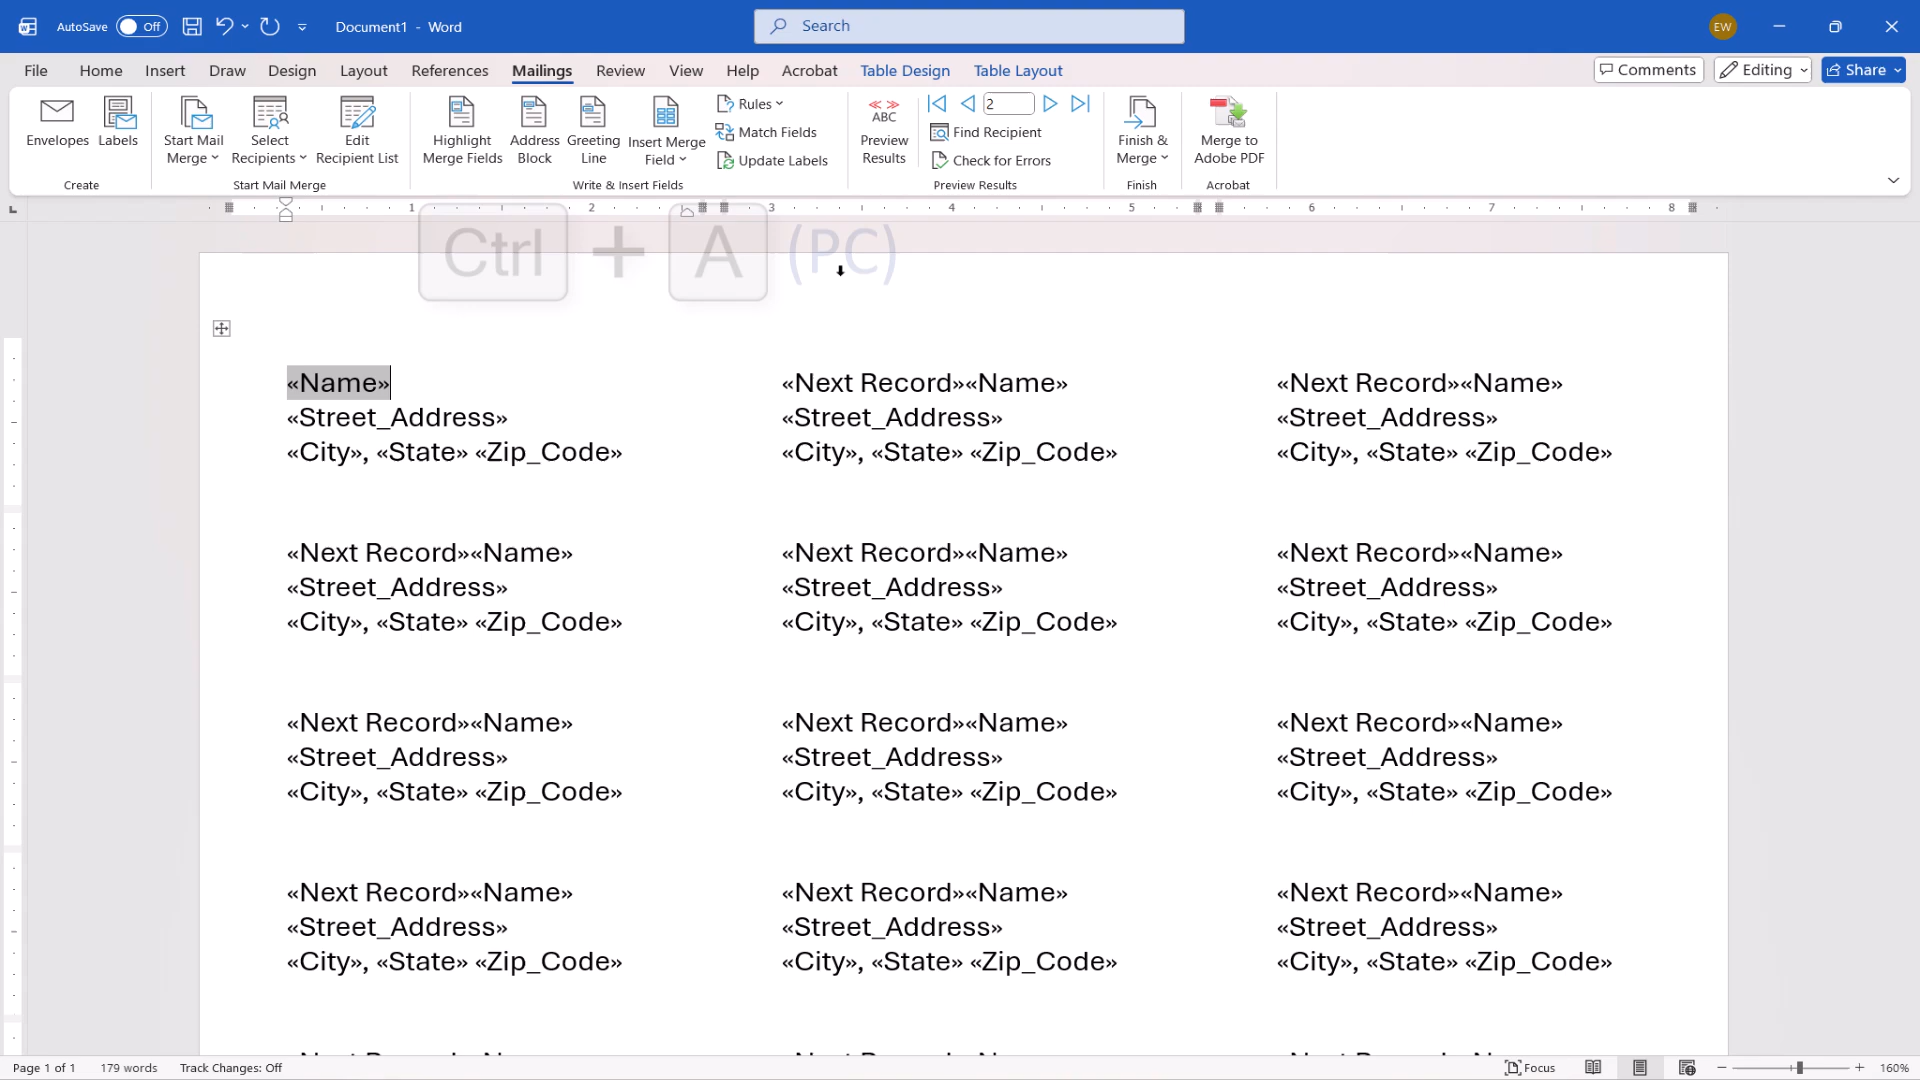 AutoSave Off Document1 - Word Search EW
File Home Insert Draw Design Layout References Mailings Review View Help Acrobat Table Design Table Layout Comments Editing Share
Envelopes Labels
Create
Start Mail Merge
Select Recipients
Edit Recipient List
Start Mail Merge
Highlight Merge Fields
Address Block
Greeting Line
Insert Merge Field
Rules
Match Fields
Update Labels
Write & Insert Fields
ABC
Preview Results
2
Find Recipient
Check for Errors
Preview Results
Finish & Merge
Finish
Merge to Adobe PDF
Acrobat
1 2 3 4 5 6 7 8
Ctrl + A (PC)
«Name» «Next Record»«Name» «Next Record»«Name»
«Street_Address» «Street_Address» «Street_Address»
«City», «State» «Zip_Code» «City», «State» «Zip_Code» «City», «State» «Zip_Code»
«Next Record»«Name» «Next Record»«Name» «Next Record»«Name»
«Street_Address» «Street_Address» «Street_Address»
«City», «State» «Zip_Code» «City», «State» «Zip_Code» «City», «State» «Zip_Code»
«Next Record»«Name» «Next Record»«Name» «Next Record»«Name»
«Street_Address» «Street_Address» «Street_Address»
«City», «State» «Zip_Code» «City», «State» «Zip_Code» «City», «State» «Zip_Code»
«Next Record»«Name» «Next Record»«Name» «Next Record»«Name»
«Street_Address» «Street_Address» «Street_Address»
«City», «State» «Zip_Code» «City», «State» «Zip_Code» «City», «State» «Zip_Code»
Page 1 of 1 179 words Track Changes: Off Focus 160%